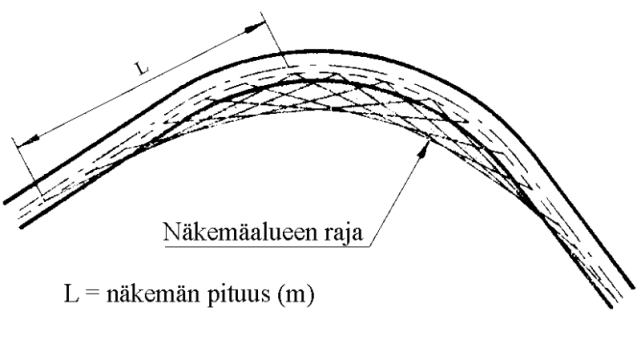 L
Näkemäalueen raja
L = näkemän pituus (m)